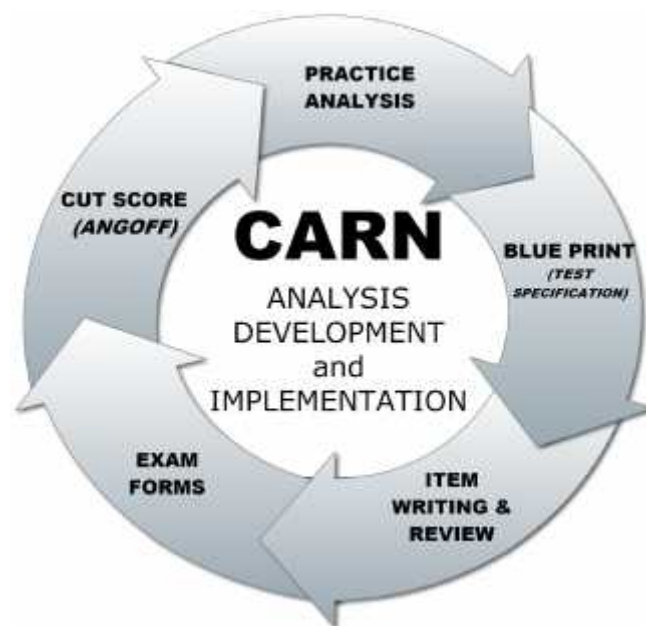 PRACTICE
ANALYSIS
BLUE PRINT
(TEST
SPECIFICATION)
ITEM
WRITING &
REVIEW
EXAM
FORMS
CUT SCORE
(ANGOFF)
CARN
ANALYSIS
DEVELOPMENT
and
IMPLEMENTATION